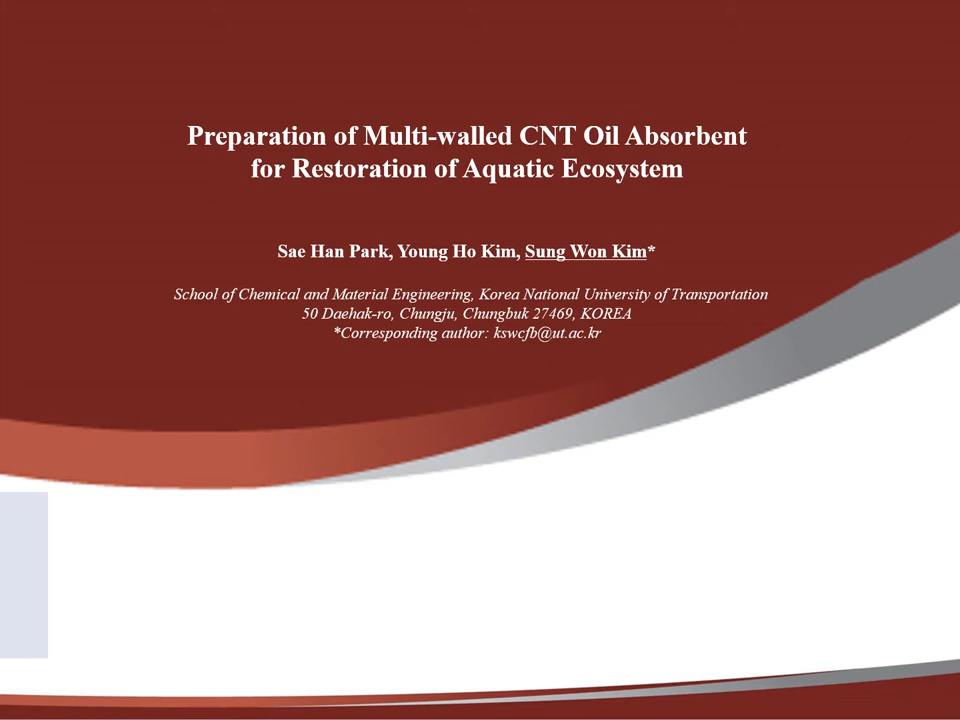 Preparation of Multi-walled CNT Oil Absorbent
for Restoration of Aquatic Ecosystem
Sae Han Park, Young Ho Kim, Sung Won Kim*
School of Chemical and Material Engineering, Korea National University of Transportation
50 Daehak-ro, Chungju, Chungbuk 27469, KOREA
*Corresponding author: kswcfb@ut.ac.kr